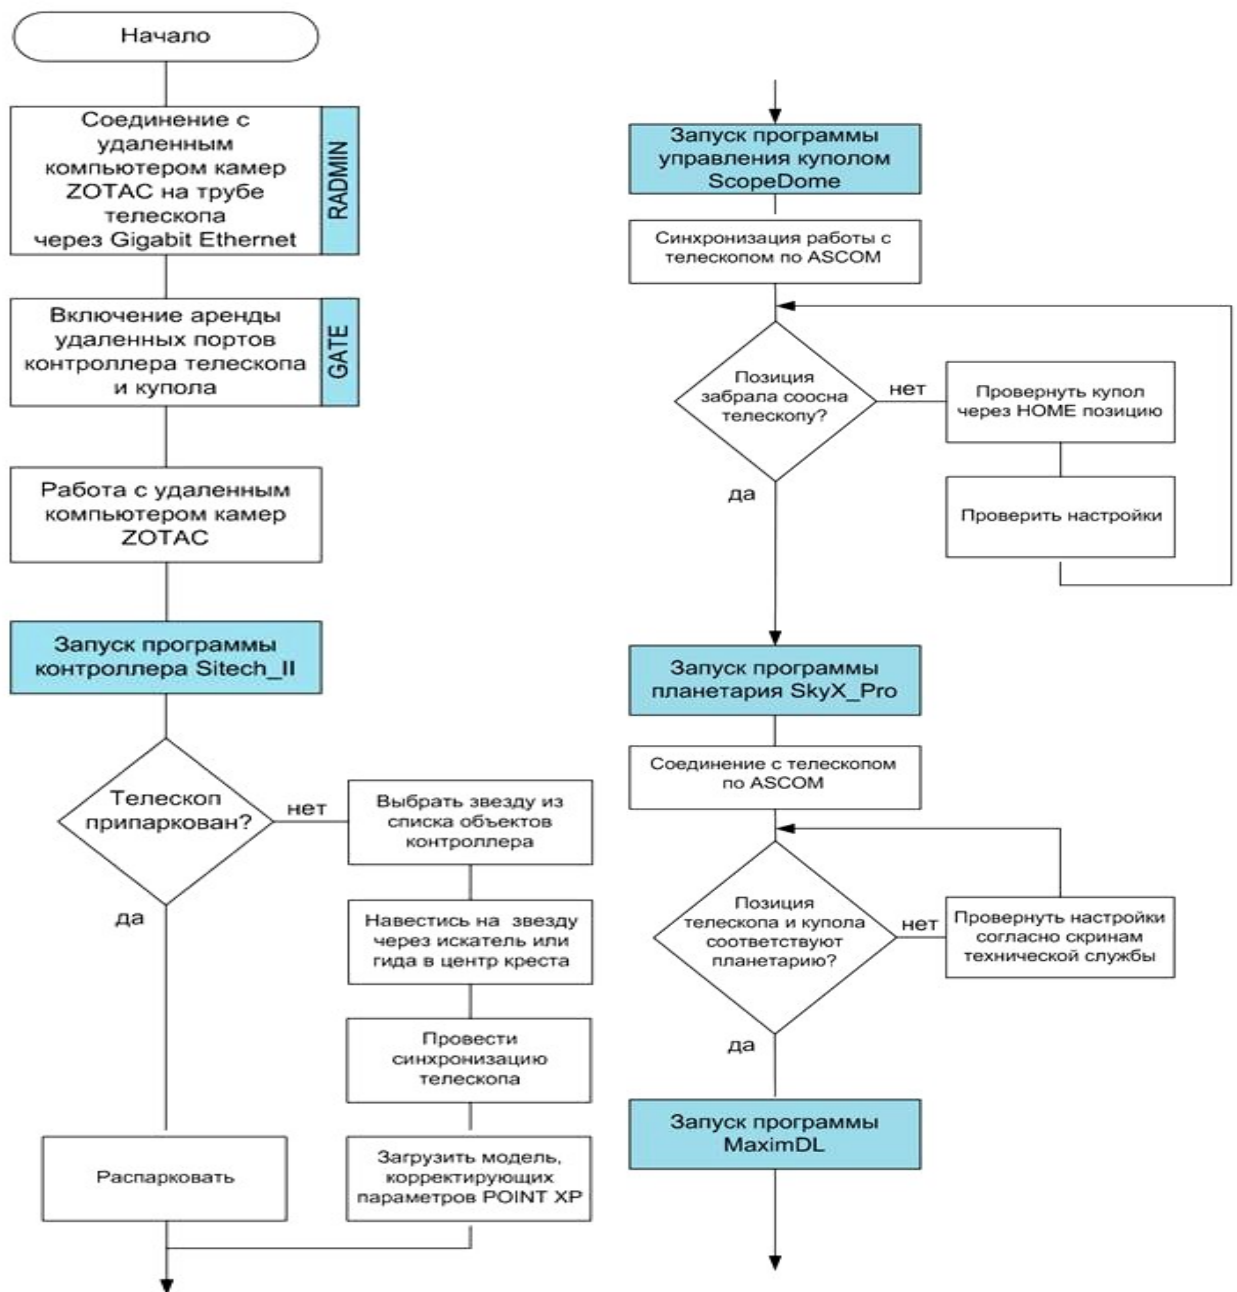 Начало
Соединение с
удаленным
компьютером камер
ZOTAC на трубе
телескопа
через Gigabit Ethernet
RADMIN
Включение аренды
удаленных портов
контроллера телескопа
и купола
GATE
Работа с удаленным
компьютером камер
ZOTAC
Запуск программы
контроллера Sitech_II
Телескоп
припаркован?
нет
да
Выбрать звезду из
списка объектов
контроллера
Навестись на звезду
через искатель или
гида в центр креста
Провести
синхронизацию
телескопа
Загрузить модель,
корректирующих
параметров POINT XP
Распарковать
Запуск программы
управления куполом
ScopeDome
Синхронизация работы с
телескопом по ASCOM
Позиция
забрала соосна
телескопу?
нет
да
Провернуть купол
через HOME позицию
Проверить настройки
Запуск программы
планетария SkyX_Pro
Соединение с телескопом
по ASCOM
Позиция
телескопа и купола
соответствуют
планетарию?
нет
да
Провернуть настройки
согласно скринам
технической службы
Запуск программы
MaximDL